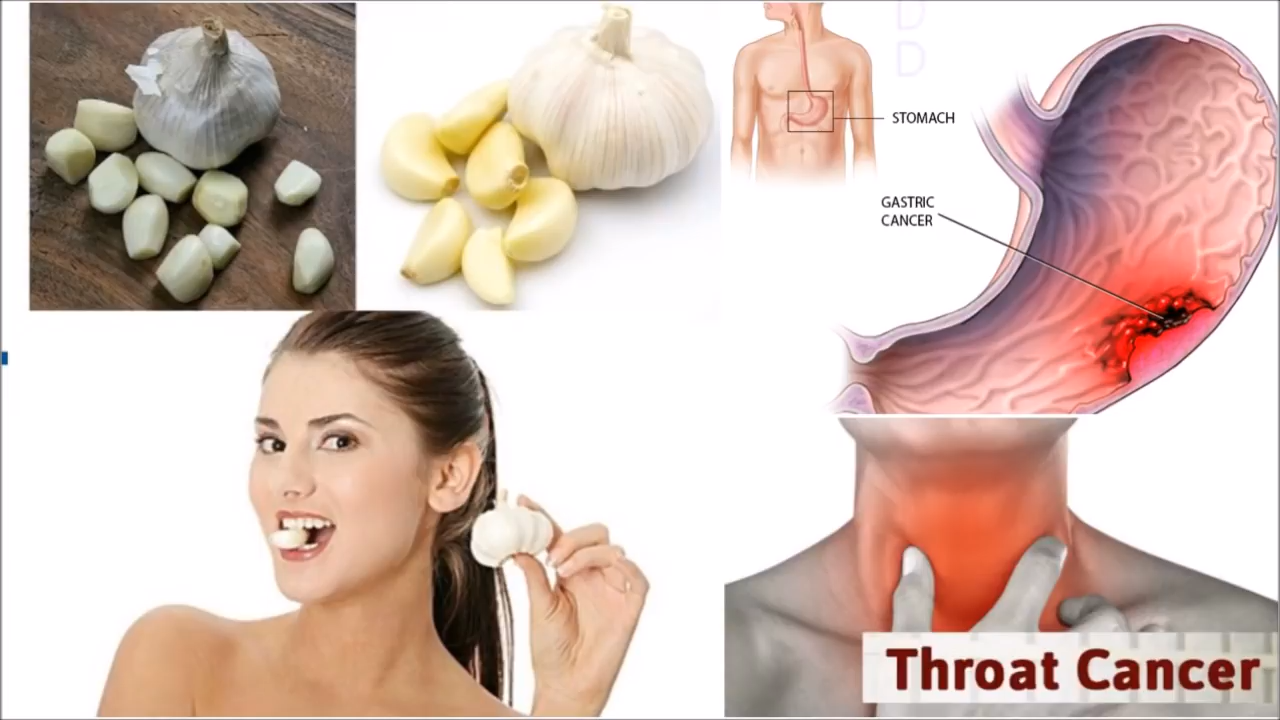 D
D
STOMACH
GASTRIC
CANCER
Throat Cancer